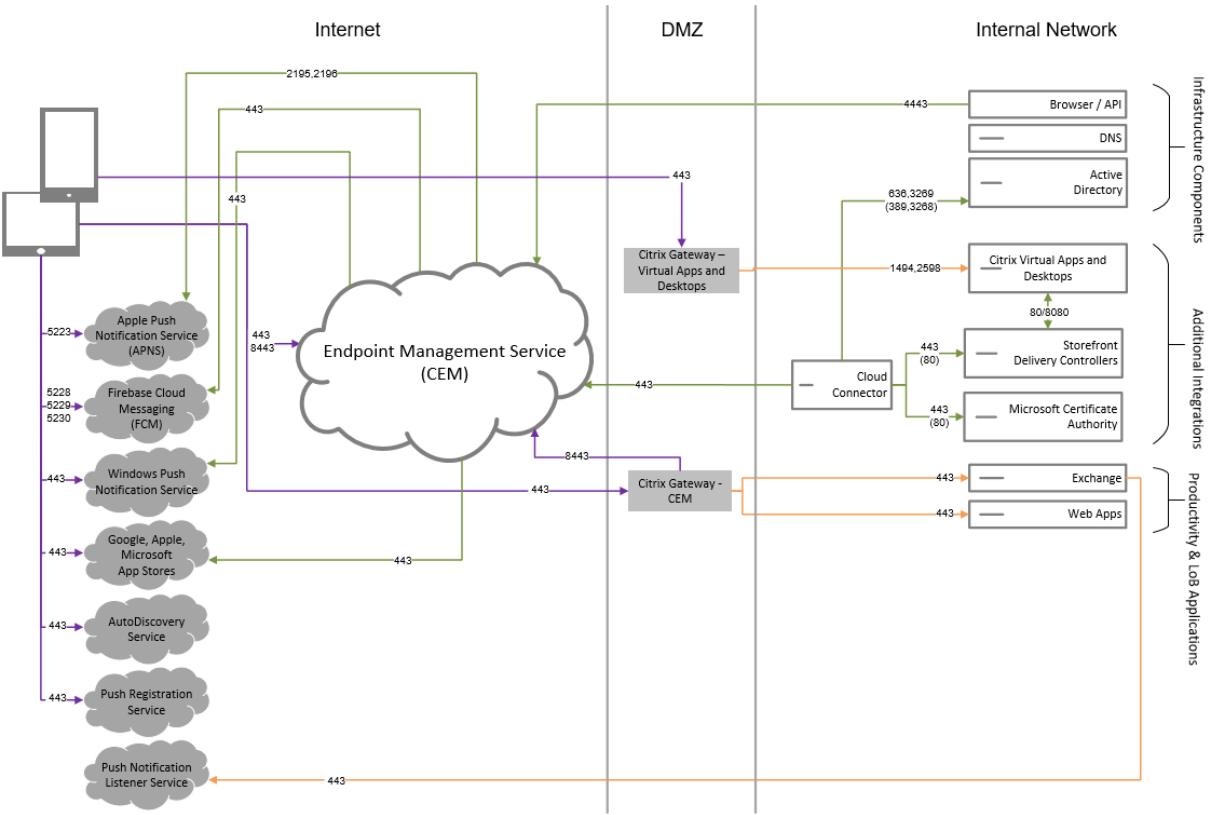 Internet
DMZ
Internal Network
2195,2196
443
443
443
4443
Browser / API
DNS
Active
Directory
636,3269
(389,3268)
Infrastructure Components
Citrix Gateway –
Virtual Apps and
Desktops
1494,2598
Citrix Virtual Apps and
Desktops
80/8080
Storefront
Delivery Controllers
443
(80)
Microsoft Certificate
Authority
443
(80)
Additional Integrations
Cloud
Connector
443
Endpoint Management Service
(CEM)
443
8443
5223
Apple Push
Notification Service
(APNS)
5228
5229
5230
Firebase Cloud
Messaging
(FCM)
443
Windows Push
Notification Service
8443
443
Citrix Gateway -
CEM
443
Exchange
443
Web Apps
Productivity & LoB Applications
443
Google, Apple,
Microsoft
App Stores
443
443
AutoDiscovery
Service
443
Push Registration
Service
Push Notification
Listener Service
443